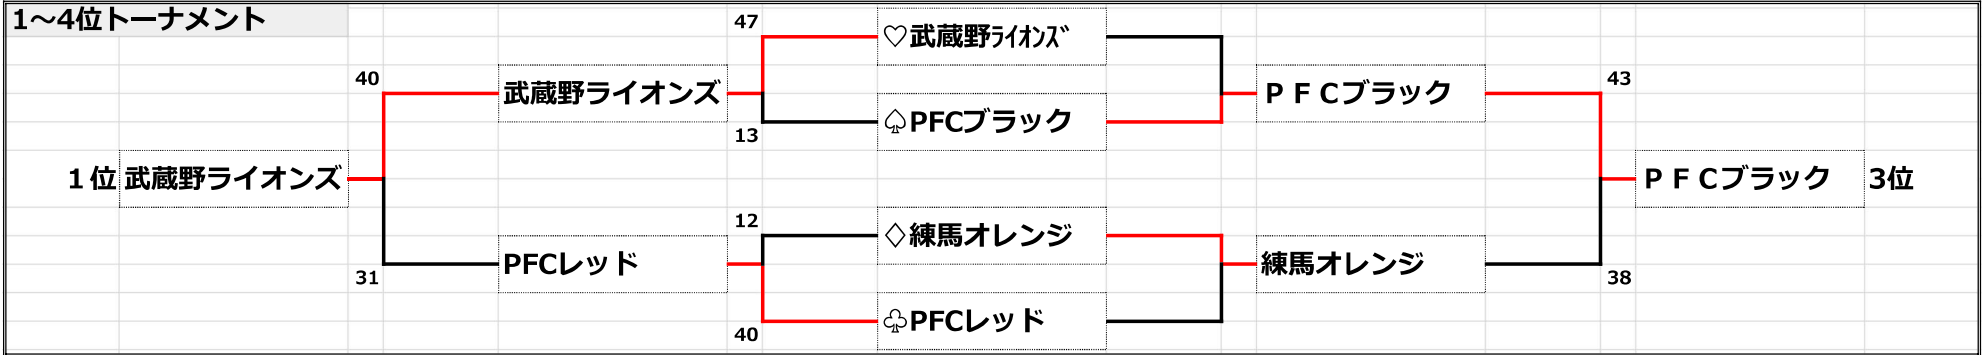 1～4位トーナメント
47
♡武蔵野ﾗｲｵﾝｽﾞ
40
武蔵野ライオンズ
ＰＦＣブラック
43
13
♤PFCブラック
１位
武蔵野ライオンズ
ＰＦＣブラック
3位
12
♢練馬オレンジ
31
PFCレッド
練馬オレンジ
38
40
♧PFCレッド